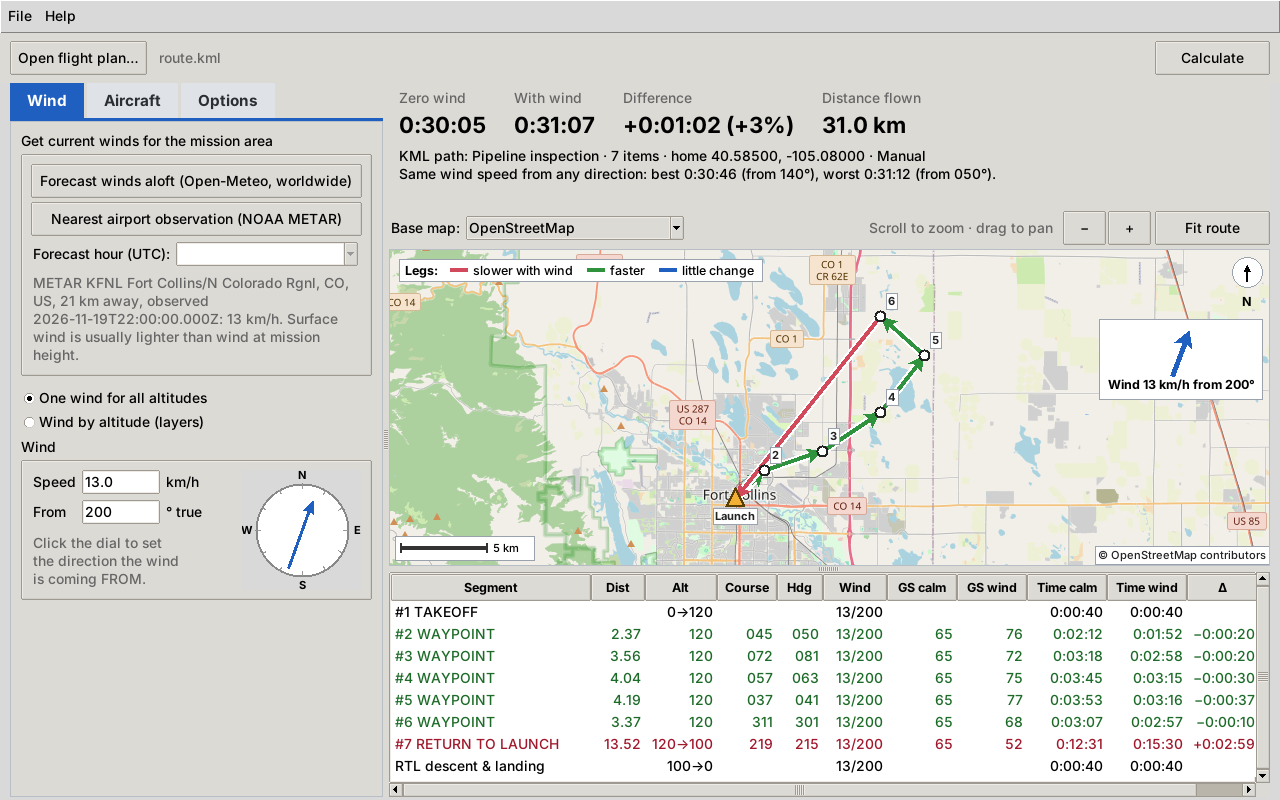 File Help
Open flight plan... route.kml Calculate
Wind Aircraft Options
Get current winds for the mission area
Forecast winds aloft (Open-Meteo, worldwide)
Nearest airport observation (NOAA METAR)
Forecast hour (UTC):
METAR KFNL Fort Collins/N Colorado Rgnl, CO,
US, 21 km away, observed
2026-11-19T22:00:00.000Z: 13 km/h. Surface
wind is usually lighter than wind at mission
height.
One wind for all altitudes
Wind by altitude (layers)
Wind
Speed 13.0 km/h
From 200 ° true
Click the dial to set
the direction the wind
is coming FROM.
N
W E
S
Zero wind With wind Difference Distance flown
0:30:05 0:31:07 +0:01:02 (+3%) 31.0 km
KML path: Pipeline inspection · 7 items · home 40.58500, -105.08000 · Manual
Same wind speed from any direction: best 0:30:46 (from 140°), worst 0:31:12 (from 050°).
Base map: OpenStreetMap Scroll to zoom · drag to pan − + Fit route
Legs: slower with wind faster little change
CO 1
CR 62E
N
CO 14
6
CO 1
5
Wind 13 km/h from 200°
US 287
CO 14
4
3
2
Fort Collins
CO 14
Launch
US 85
5 km
© OpenStreetMap contributors
Segment Dist Alt Course Hdg Wind GS calm GS wind Time calm Time wind Δ
#1 TAKEOFF 0→120 13/200 0:00:40 0:00:40
#2 WAYPOINT 2.37 120 045 050 13/200 65 76 0:02:12 0:01:52 −0:00:20
#3 WAYPOINT 3.56 120 072 081 13/200 65 72 0:03:18 0:02:58 −0:00:20
#4 WAYPOINT 4.04 120 057 063 13/200 65 75 0:03:45 0:03:15 −0:00:30
#5 WAYPOINT 4.19 120 037 041 13/200 65 77 0:03:53 0:03:16 −0:00:37
#6 WAYPOINT 3.37 120 311 301 13/200 65 68 0:03:07 0:02:57 −0:00:10
#7 RETURN TO LAUNCH 13.52 120→100 219 215 13/200 65 52 0:12:31 0:15:30 +0:02:59
RTL descent & landing 100→0 13/200 0:00:40 0:00:40